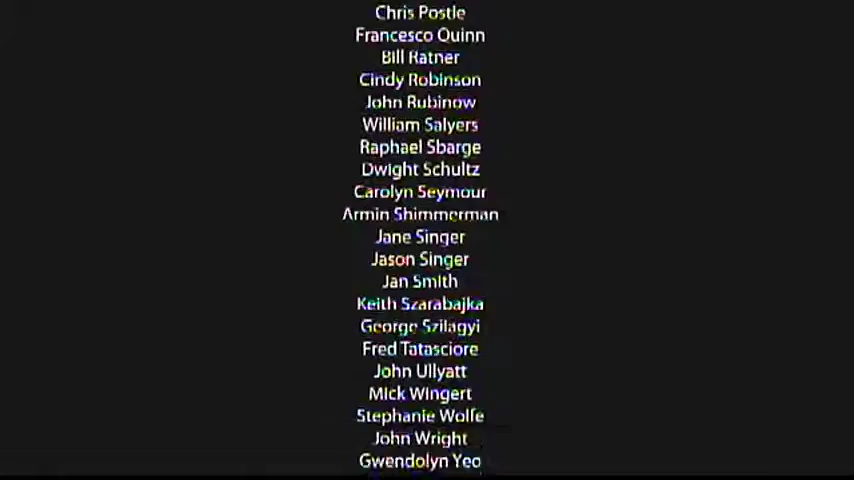 Chris Postle
Francesco Quinn
Bill Ratner
Cindy Robinson
John Rubinow
William Salyers
Raphael Sbarge
Dwight Schultz
Carolyn Seymour
Armin Shimmerman
Jane Singer
Jason Singer
Jan Smith
Keith Szarabajka
George Szilagyi
Fred Tatasciore
John Ullyatt
Mick Wingert
Stephanie Wolfe
John Wright
Gwendolyn Yeo